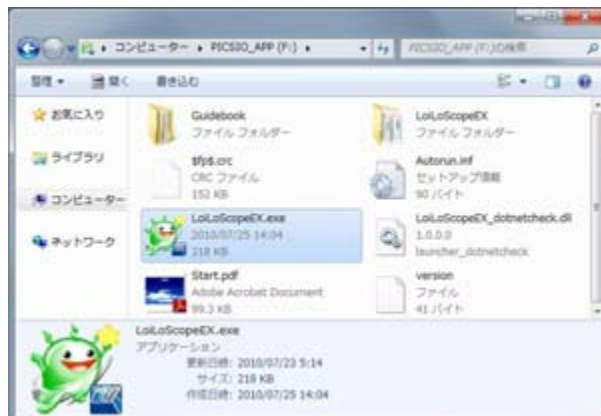 コンピューター ▸ PICSIO_APP (F:) ▸
PICSIO_APP (F:)の検索
整理 開く 書き込む
お気に入り
ライブラリ
コンピューター
ネットワーク
Guidebook
ファイル フォルダー
LoiLoScopeEX
ファイル フォルダー
$fp$.crc
CRC ファイル
152 KB
Autorun.inf
セットアップ情報
90 バイト
LoiLoScopeEX.exe
2010/07/25 14:04
218 KB
LoiLoScopeEX_dotnetcheck.dll
1.0.0.0
launcher_dotnetcheck
Start.pdf
Adobe Acrobat Document
99.3 KB
version
ファイル
41 バイト
LoiLoScopeEX.exe
アプリケーション
更新日時: 2010/07/23 5:14
サイズ: 218 KB
作成日時: 2010/07/25 14:04